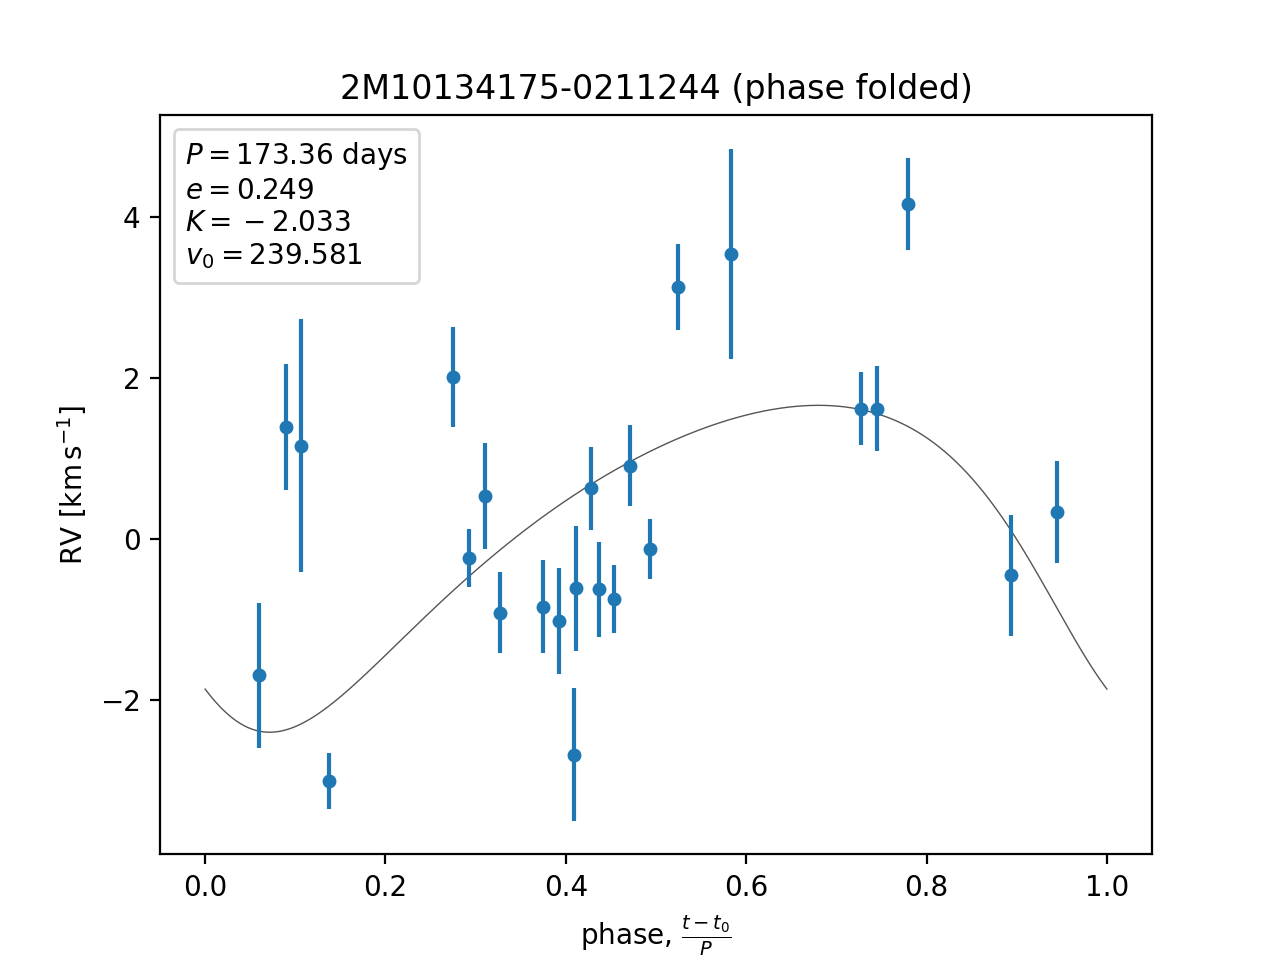 2M10134175-0211244 (phase folded)
P = 173.36 days
e = 0.249
K = − 2.033
v₀ = 239.581
4
2
0
−2
RV [km s⁻¹]
0.0 0.2 0.4 0.6 0.8 1.0
phase, (t − t₀)/P